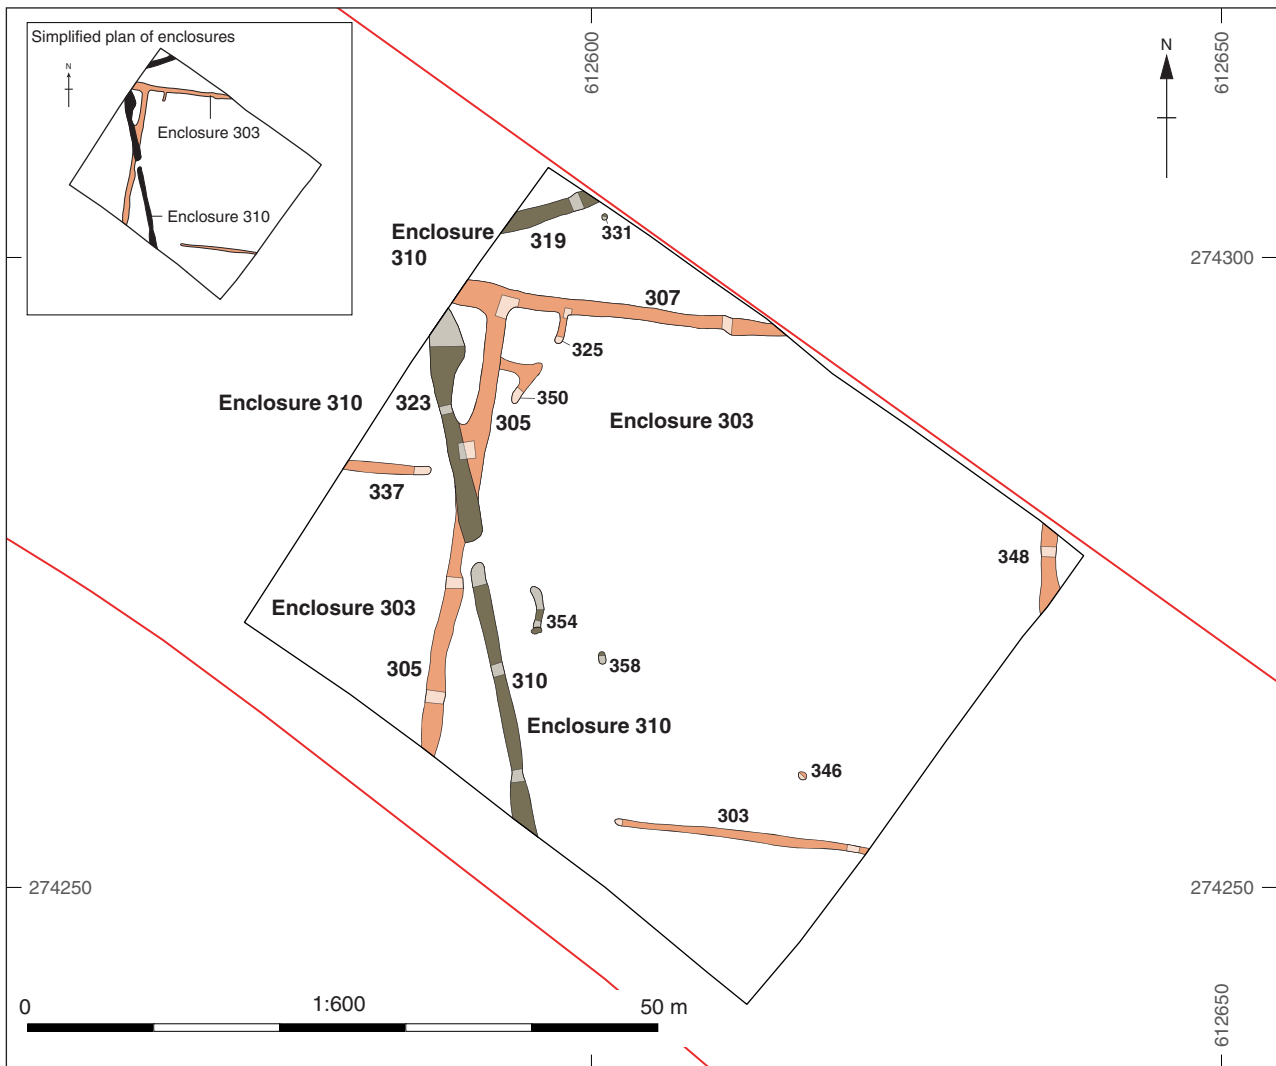 Simplified plan of enclosures
N
Enclosure 303
Enclosure 310
612600
612650
N
274300
Enclosure
310
319
331
307
325
350
Enclosure 310
323
305
Enclosure 303
337
348
Enclosure 303
354
358
305
310
Enclosure 310
346
303
274250
274250
0
1:600
50 m
612650